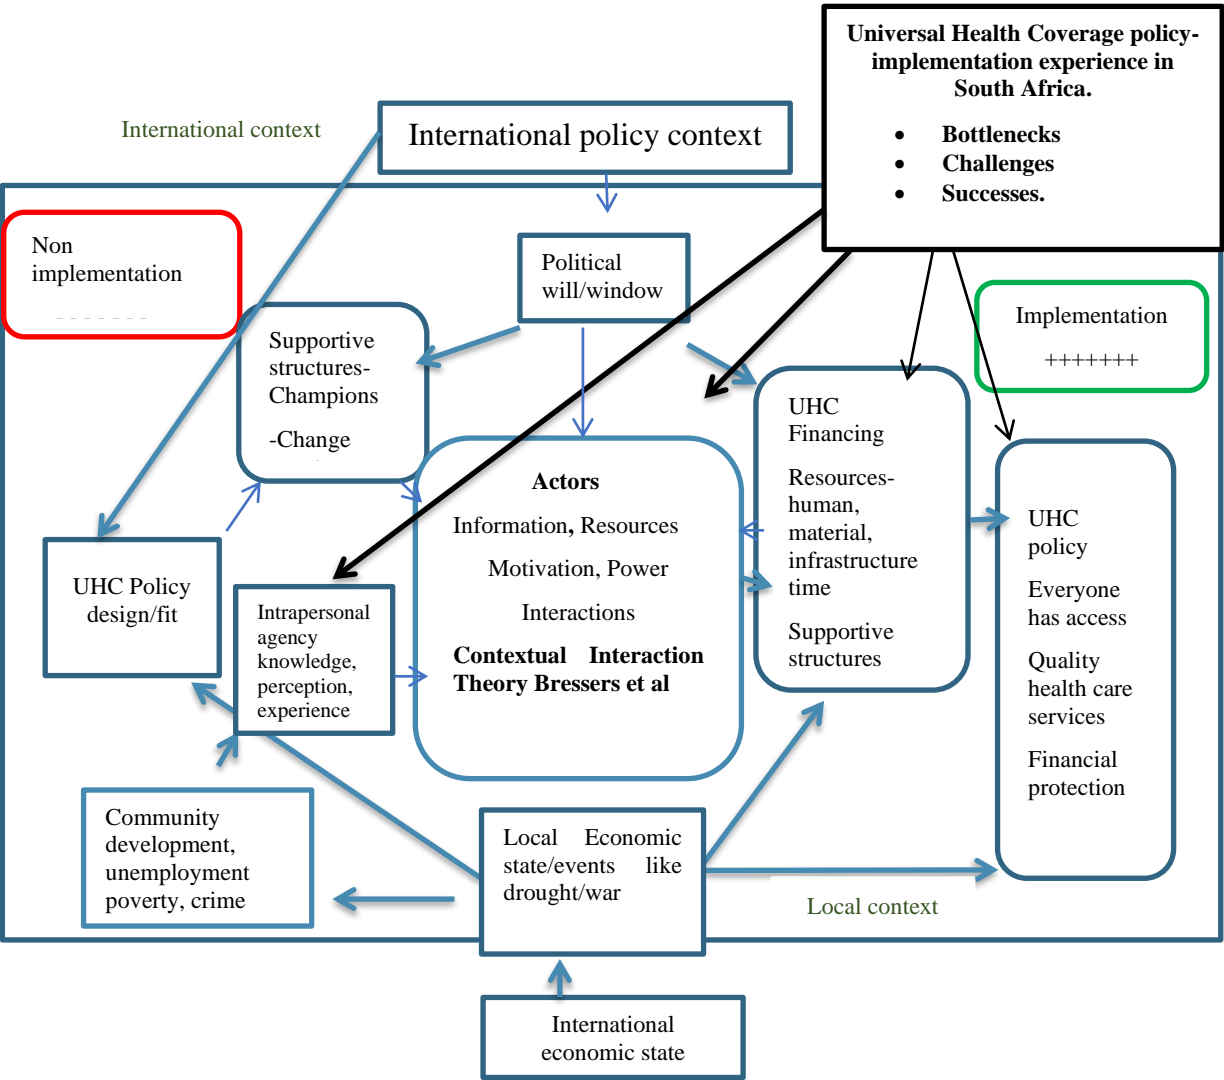 Universal Health Coverage policy-
implementation experience in
South Africa.
• Bottlenecks
• Challenges
• Successes.
International context
International policy context
Non
implementation
- - - - - - -
Political
will/window
Implementation
+++++++
Supportive
structures-
Champions
-Change
UHC
Financing
Resources-
human,
material,
infrastructure
time
Supportive
structures
Actors
Information, Resources
Motivation, Power
Interactions
Contextual Interaction
Theory Bressers et al
UHC
policy
Everyone
has access
Quality
health care
services
Financial
protection
UHC Policy
design/fit
Intrapersonal
agency
knowledge,
perception,
experience
Community
development,
unemployment
poverty, crime
Local Economic
state/events like
drought/war
Local context
International
economic state